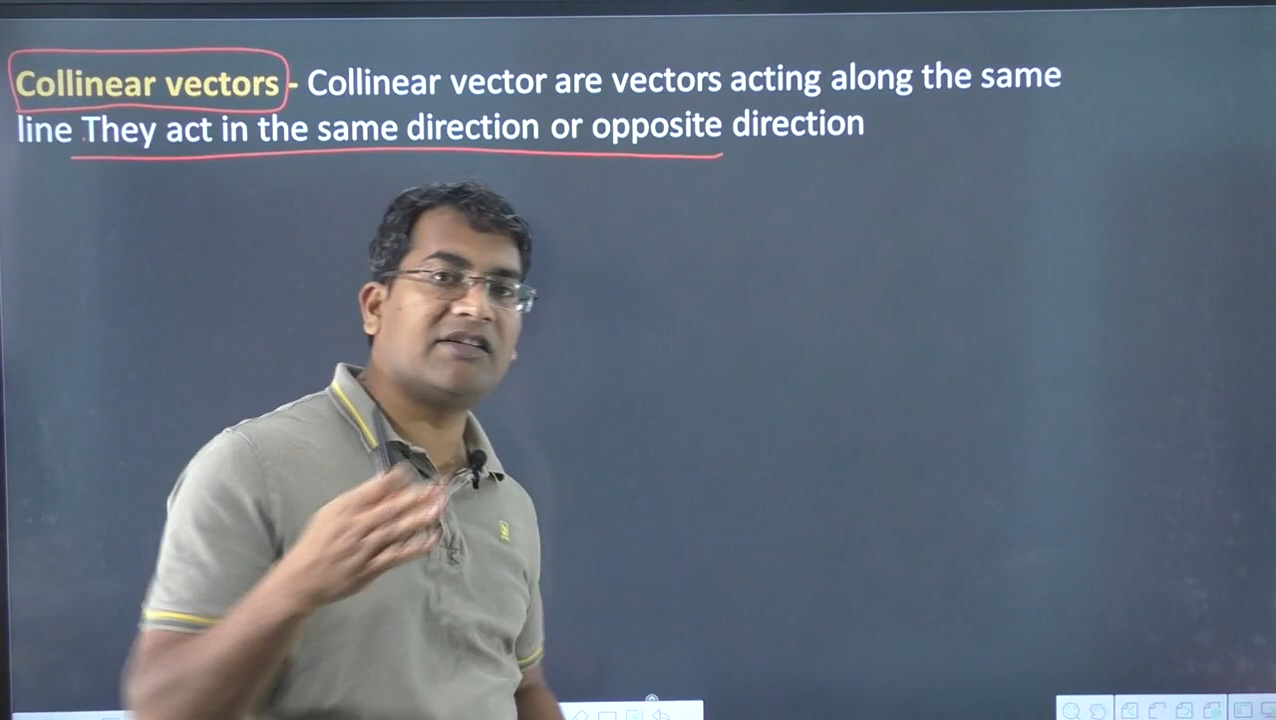 Collinear vectors - Collinear vector are vectors acting along the same
line They act in the same direction or opposite direction